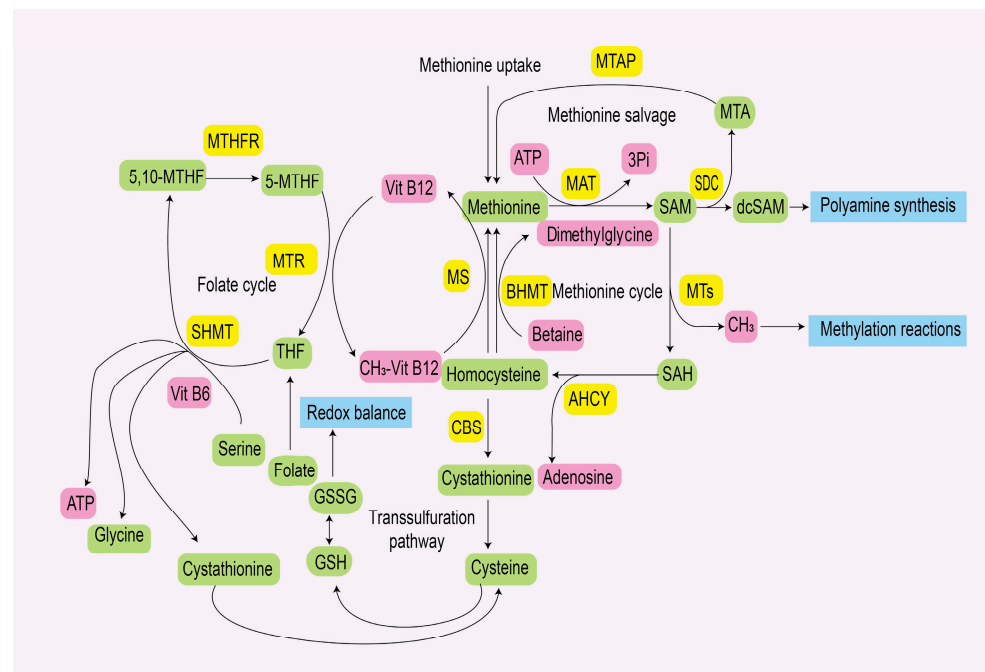 Methionine uptake
MTAP
MTA
Methionine salvage
MTHFR
5,10-MTHF
5-MTHF
ATP
3Pi
MAT
SDC
Vit B12
Methionine
SAM
dcSAM
Polyamine synthesis
Dimethylglycine
MTR
Folate cycle
MS
BHMT
Methionine cycle
MTs
SHMT
Betaine
CH₃
Methylation reactions
THF
CH₃-Vit B12
Homocysteine
SAH
Vit B6
AHCY
Redox balance
CBS
Serine
Folate
Cystathionine
Adenosine
ATP
GSSG
Glycine
Transsulfuration
pathway
Cystathionine
GSH
Cysteine